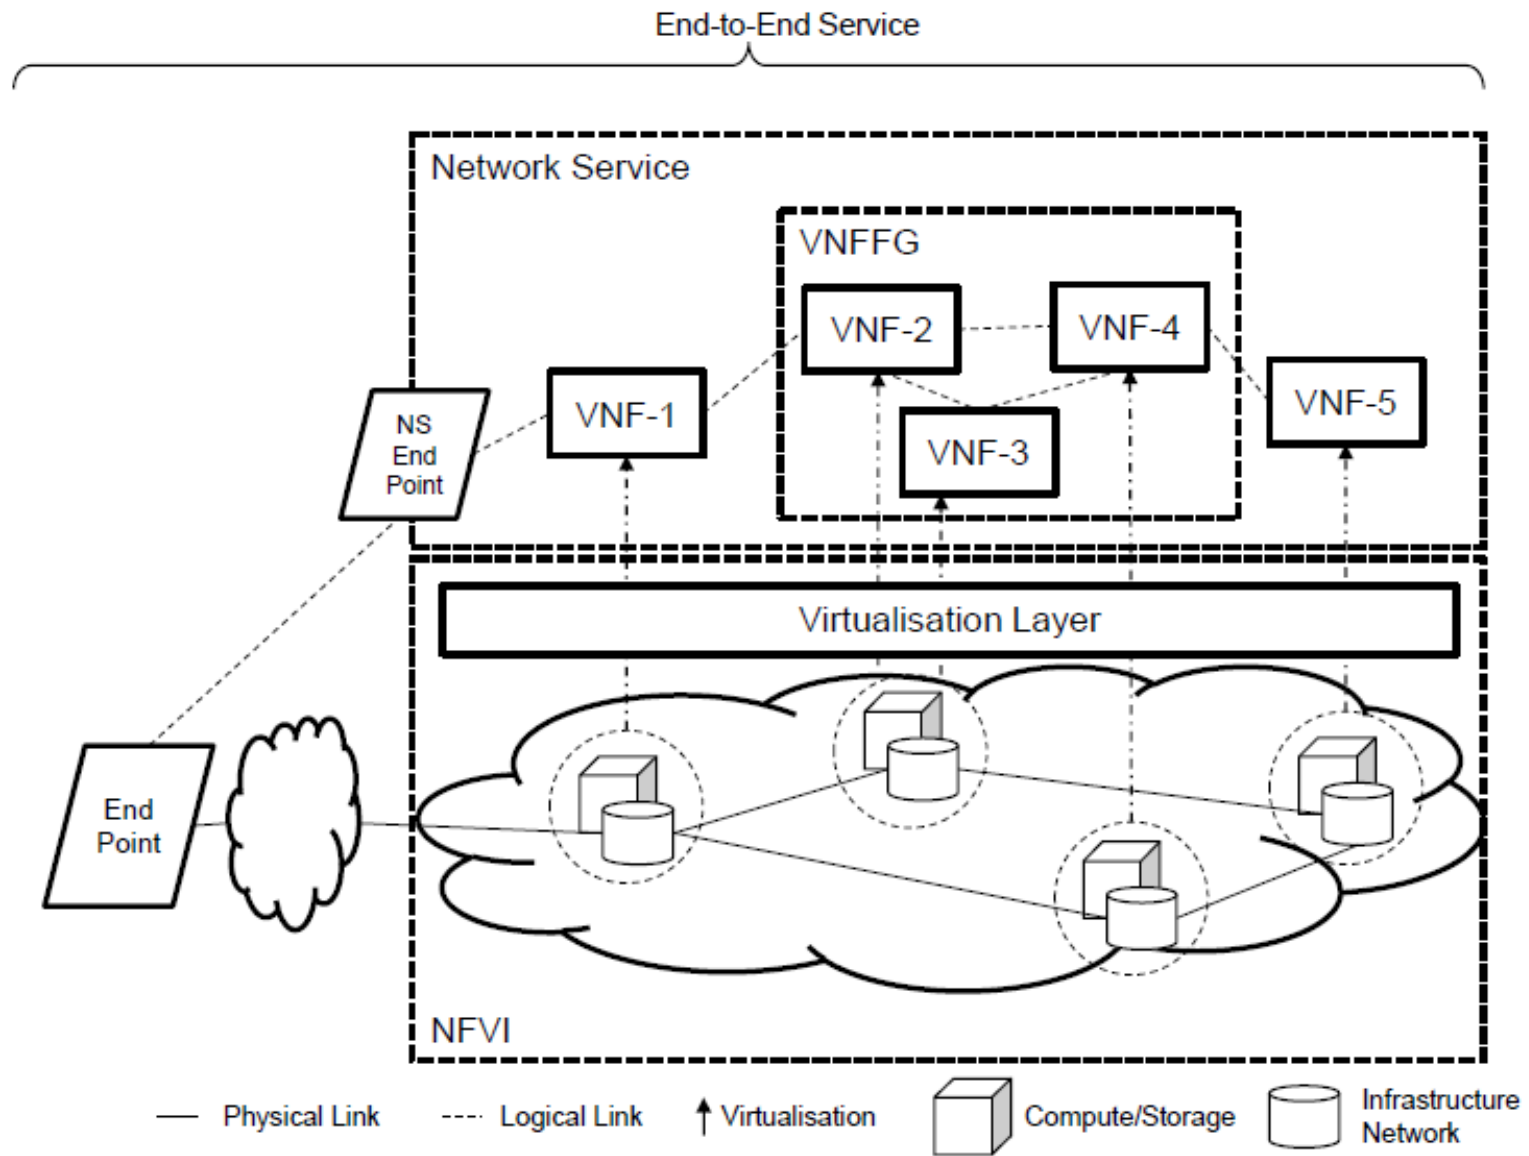 End-to-End Service
Network Service
VNFFG
VNF-2
VNF-4
VNF-1
VNF-5
VNF-3
NS
End
Point
Virtualisation Layer
End
Point
NFVI
Physical Link
Logical Link
Virtualisation
Compute/Storage
Infrastructure
Network